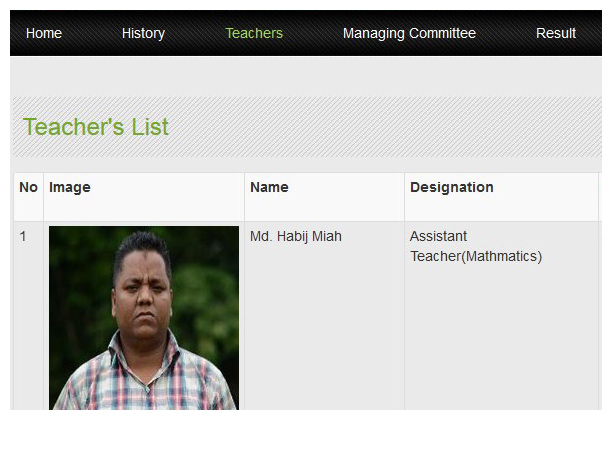 Home History Teachers Managing Committee Result
Teacher's List
No Image Name Designation
1 Md. Habij Miah Assistant
Teacher(Mathmatics)